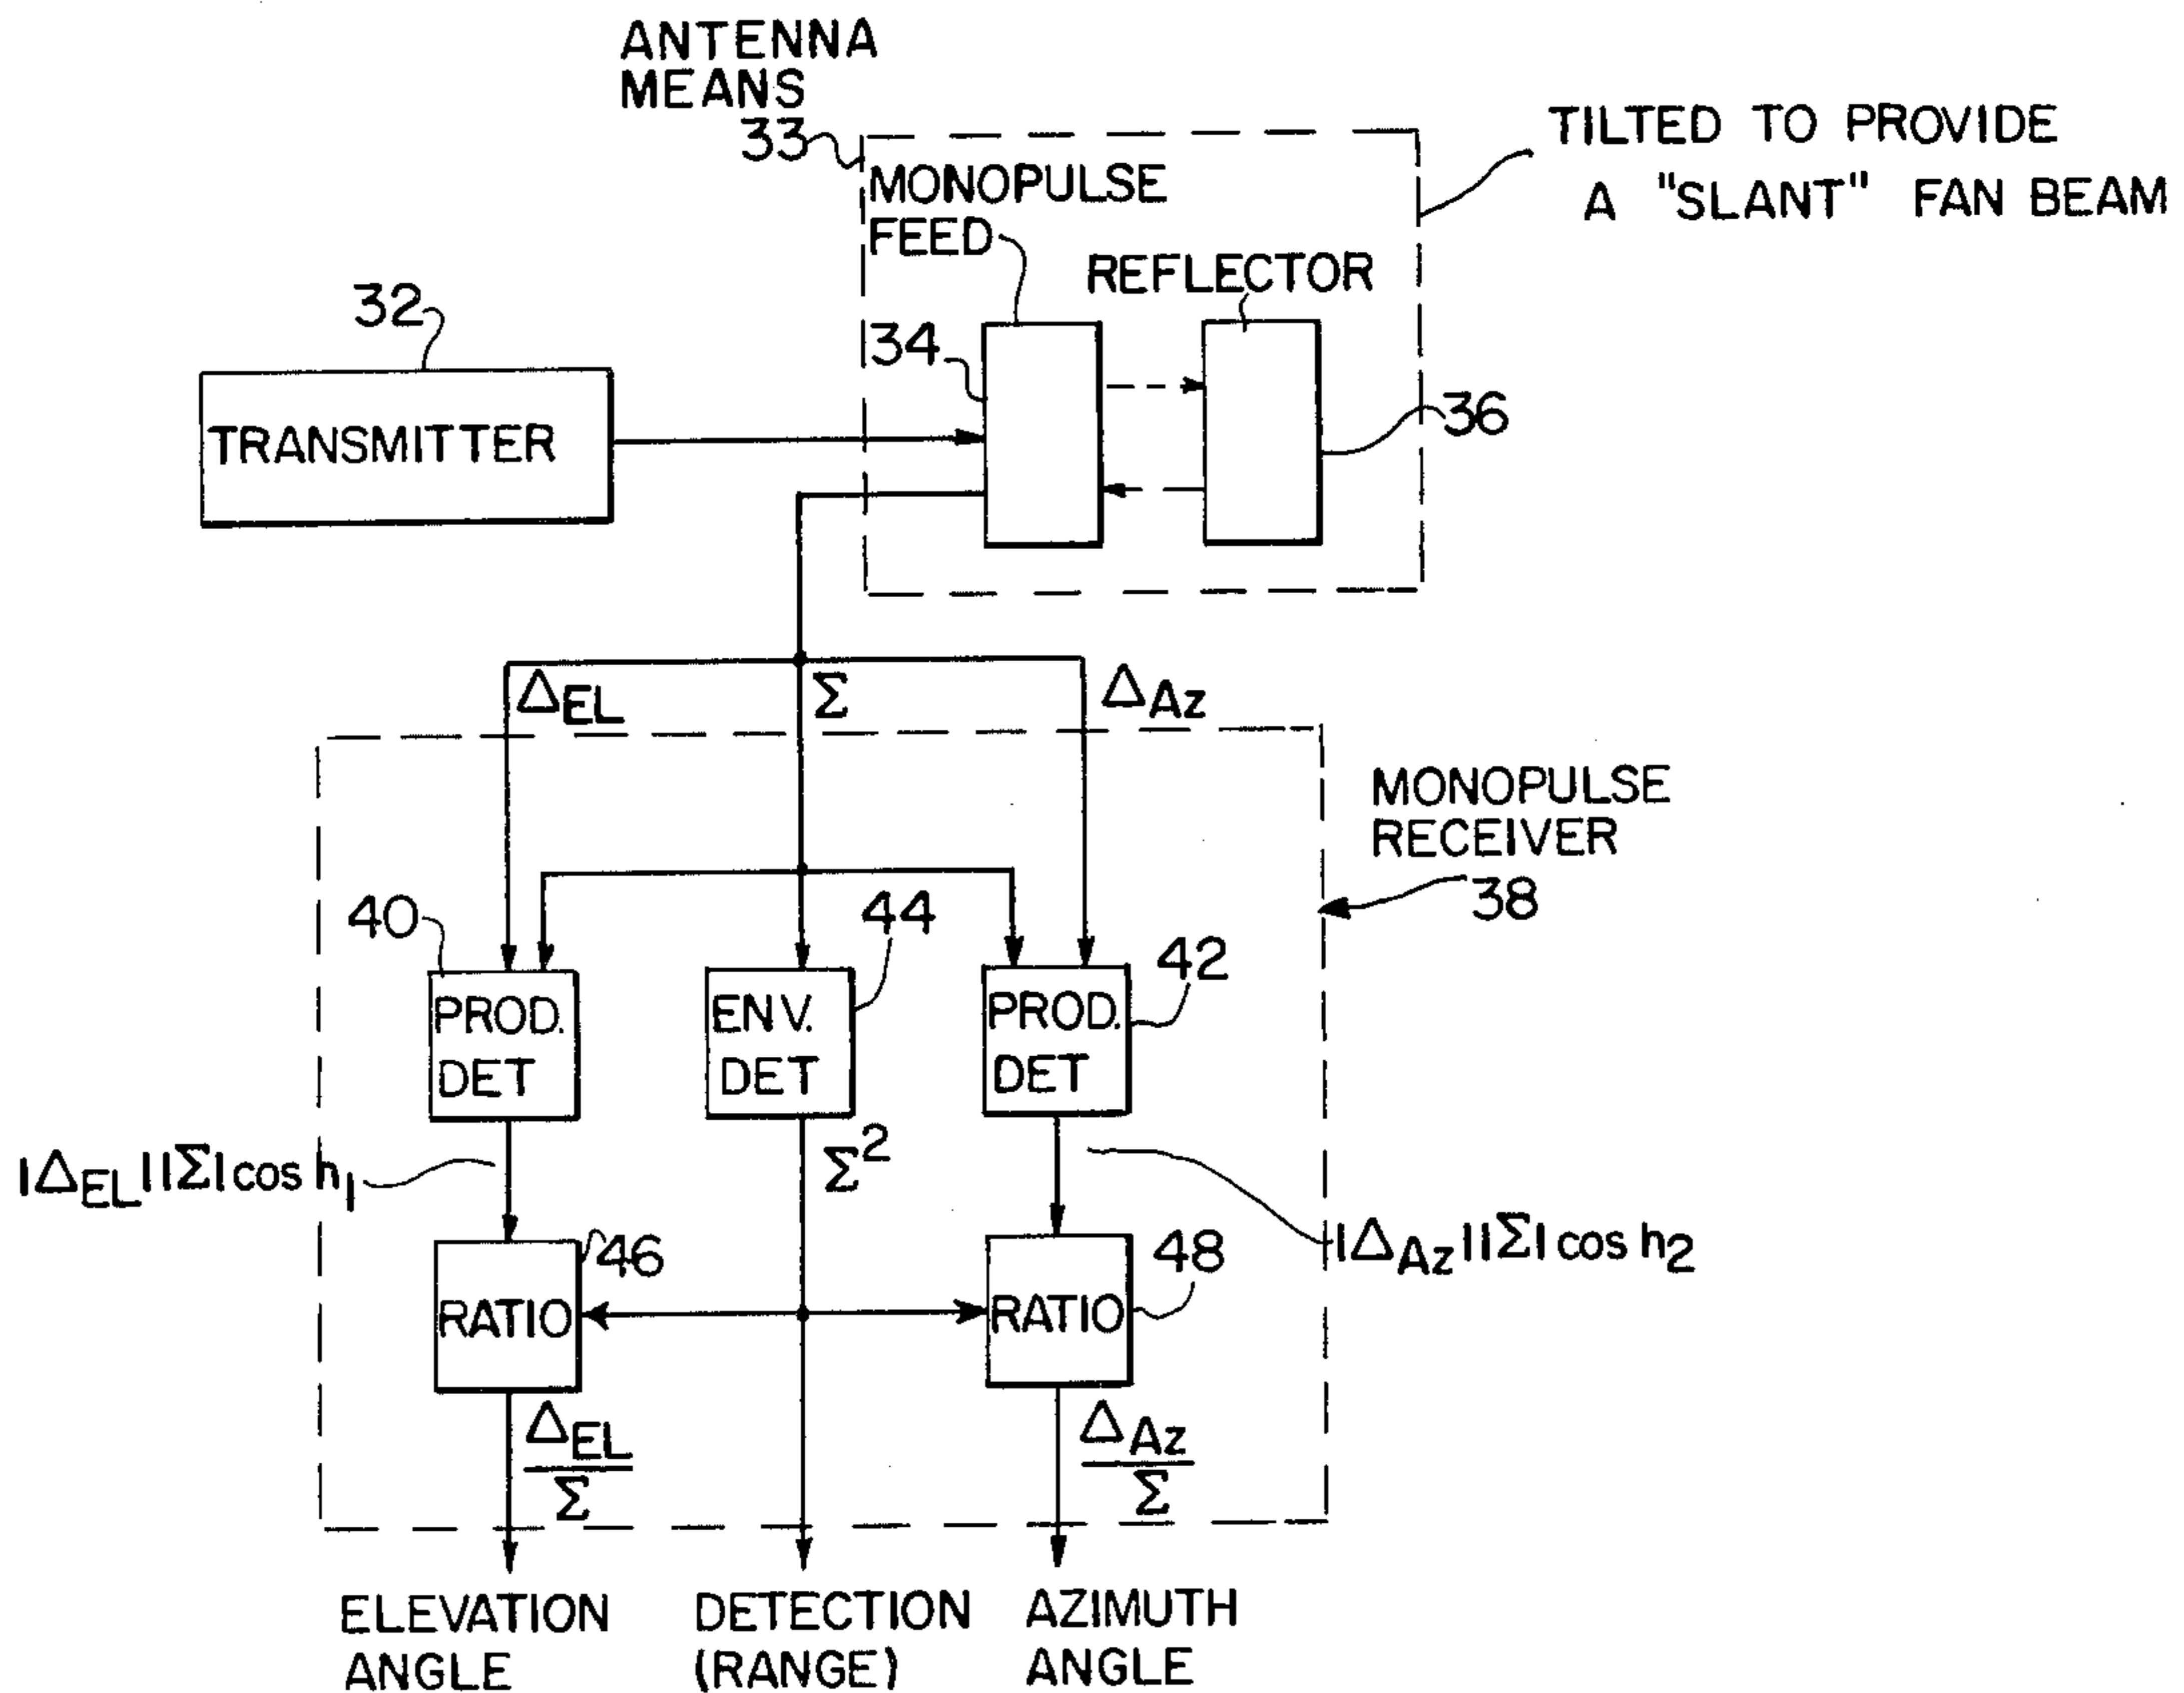 ANTENNA
MEANS
33
TILTED TO PROVIDE
A "SLANT" FAN BEAM
MONOPULSE
FEED
REFLECTOR
32
34
36
TRANSMITTER
ΔEL
Σ
ΔAz
MONOPULSE
RECEIVER
38
40
44
42
PROD.
DET
ENV.
DET
PROD.
DET
|ΔEL||Σ|cos h1
Σ²
|ΔAz||Σ|cos h2
46
48
RATIO
RATIO
ΔEL
Σ
ΔAz
Σ
ELEVATION
ANGLE
DETECTION
(RANGE)
AZIMUTH
ANGLE